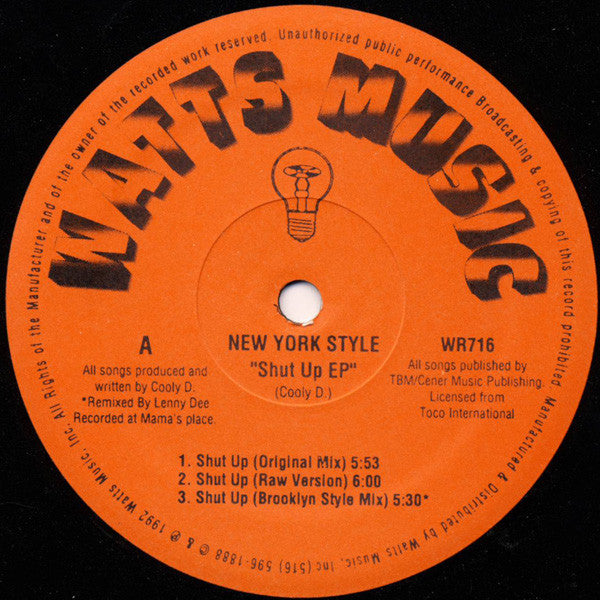 WATTS MUSIC
All Rights of the Manufacturer and of the owner of the recorded work reserved. Unauthorized public performance Broadcasting & copying of this record prohibited
Manufactured & Distributed by Watts Music, Inc (516) 596-1888 © & ℗ 1992 Watts Music, Inc.
A
All songs produced and
written by Cooly D.
*Remixed By Lenny Dee
Recorded at Mama's place.
NEW YORK STYLE
"Shut Up EP"
(Cooly D.)
WR716
All songs published by
TBM/Cener Music Publishing.
Licensed from
Toco International
1. Shut Up (Original Mix) 5:53
2. Shut Up (Raw Version) 6:00
3. Shut Up (Brooklyn Style Mix) 5:30*